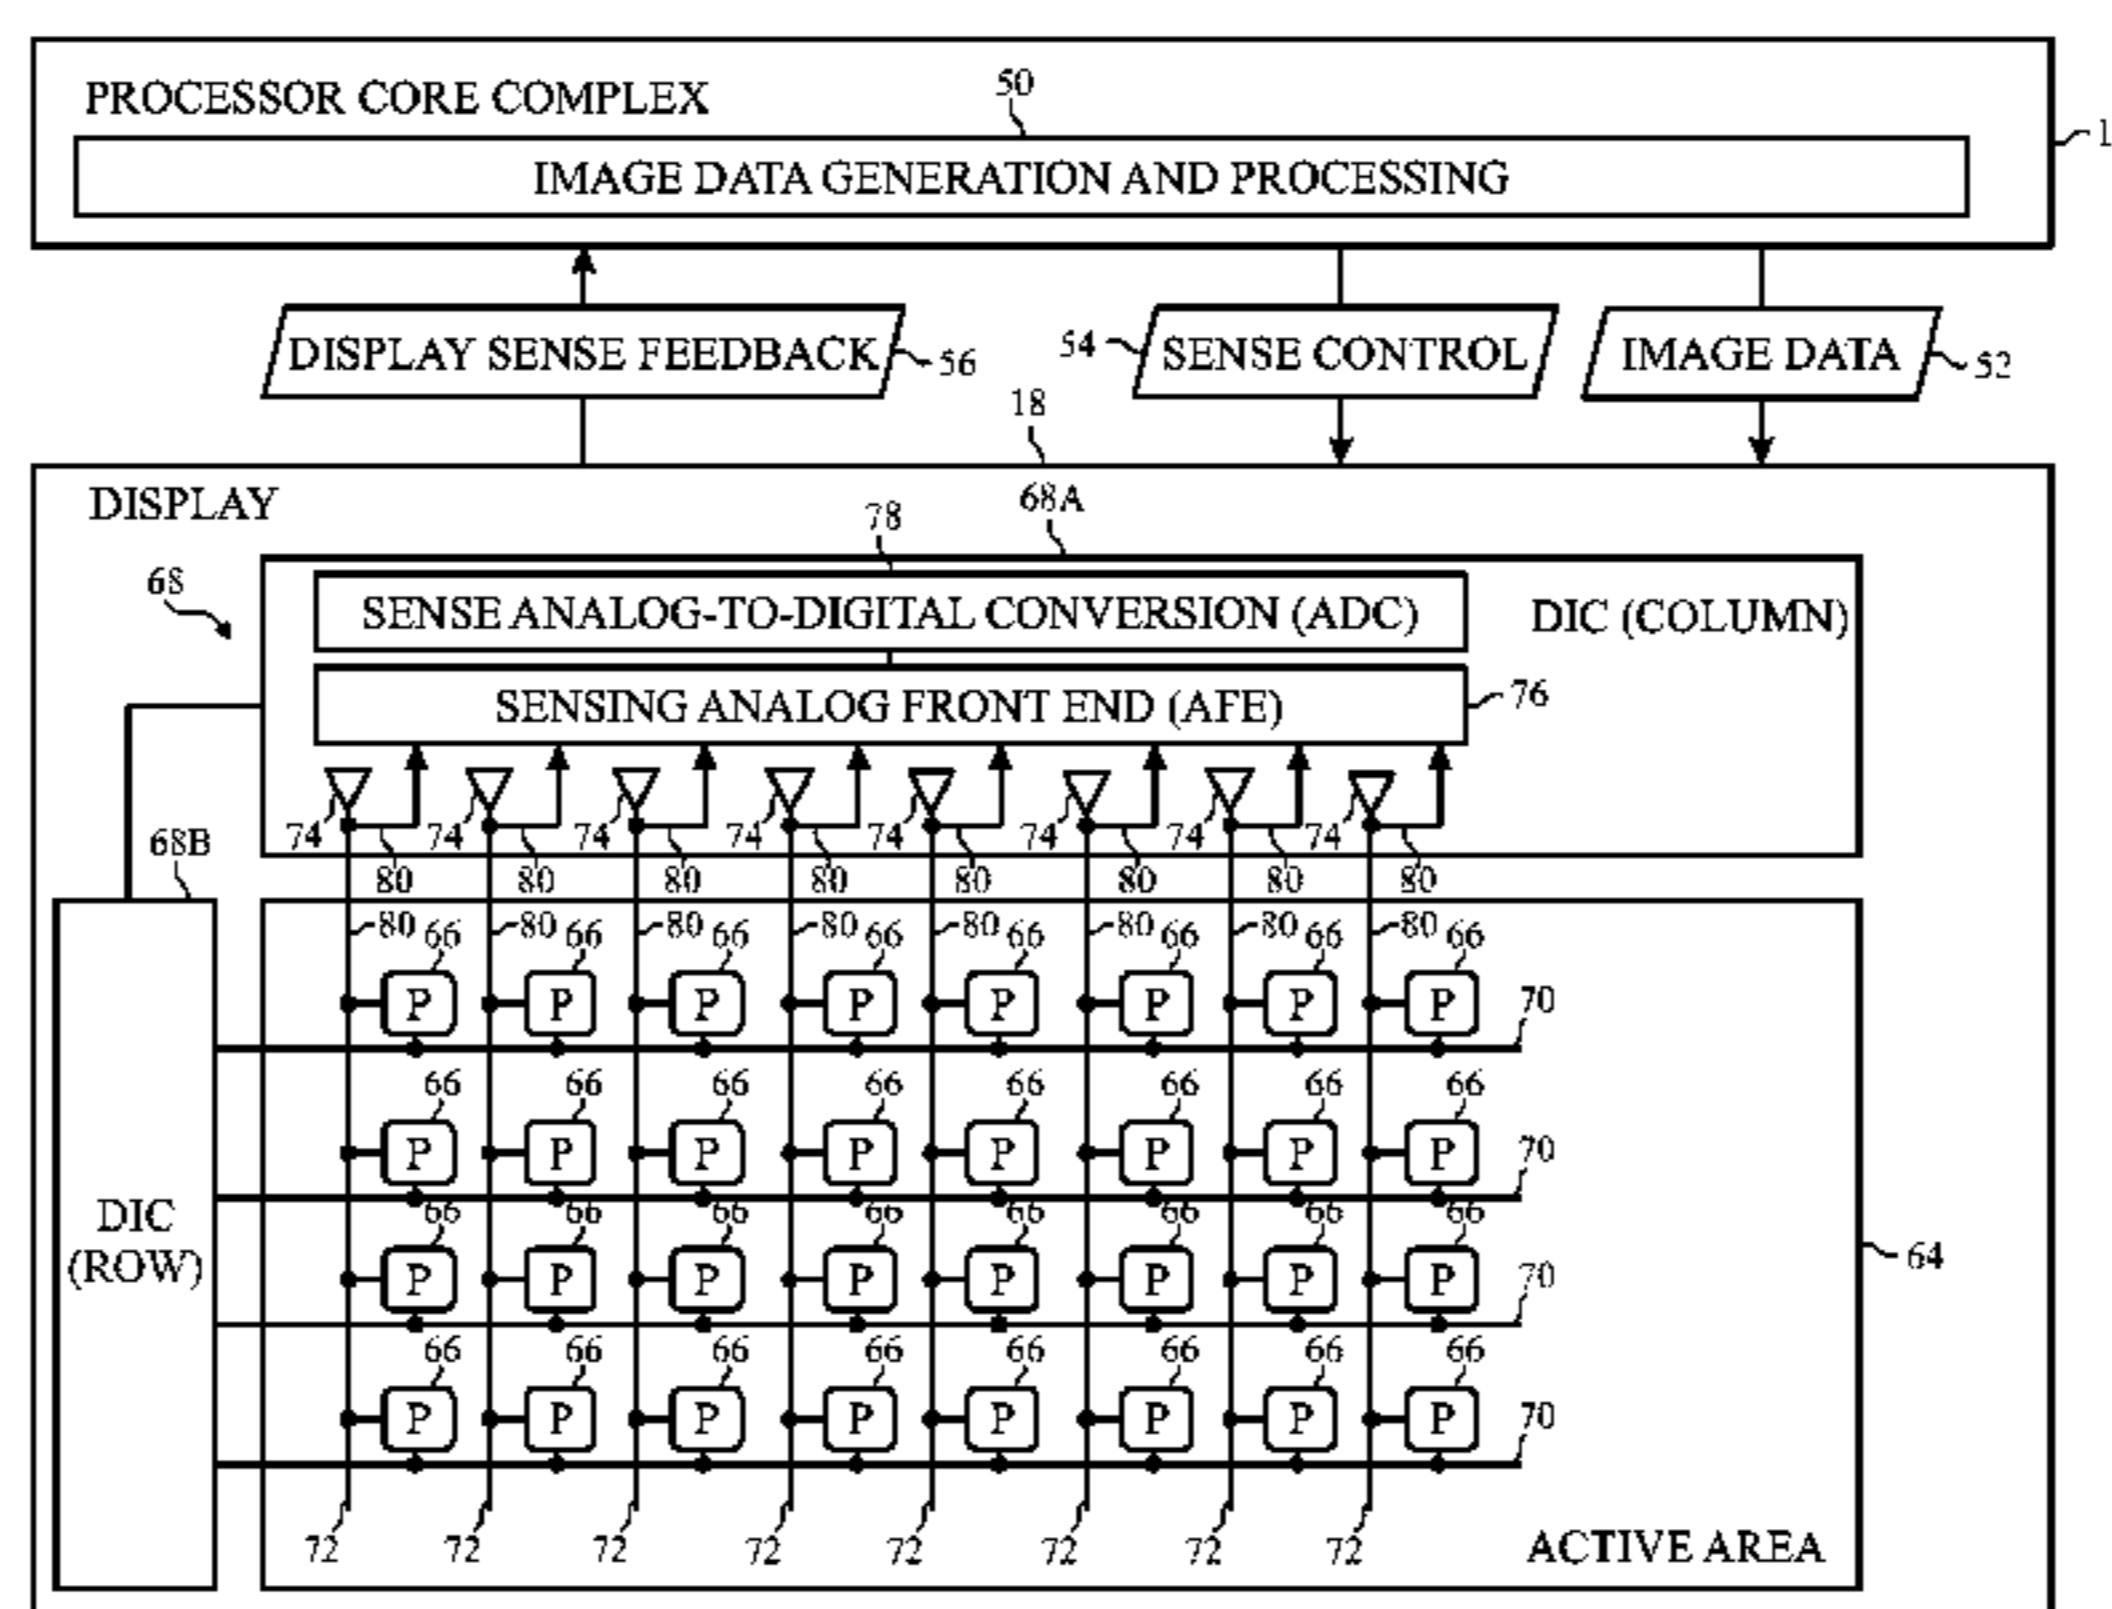 50
PROCESSOR CORE COMPLEX
1
IMAGE DATA GENERATION AND PROCESSING
DISPLAY SENSE FEEDBACK
56
54
SENSE CONTROL
IMAGE DATA
52
18
DISPLAY
68A
78
68
SENSE ANALOG-TO-DIGITAL CONVERSION (ADC)
DIC (COLUMN)
SENSING ANALOG FRONT END (AFE)
76
74 74 74 74 74 74 74 74
68B
80 80 80 80 80 80 80 80
80 66 80 66 80 66 80 66 80 66 80 66 80 66 80 66
P P P P P P P P
70
66 66 66 66 66 66 66 66
P P P P P P P P
70
66 66 66 66 66 66 66 66
DIC
(ROW)
64
P P P P P P P P
70
66 66 66 66 66 66 66 66
P P P P P P P P
70
72 72 72 72 72 72 72 72
ACTIVE AREA